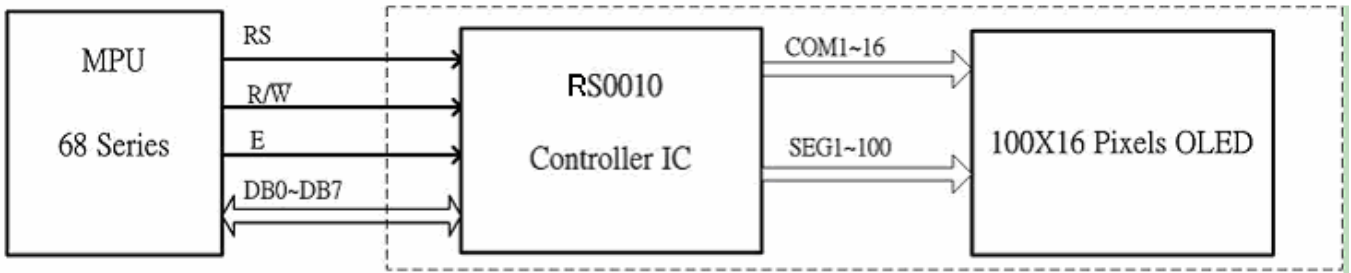 MPU
68 Series
RS
R/W̅
E
DB0~DB7
RS0010
Controller IC
COM1~16
SEG1~100
100X16 Pixels OLED